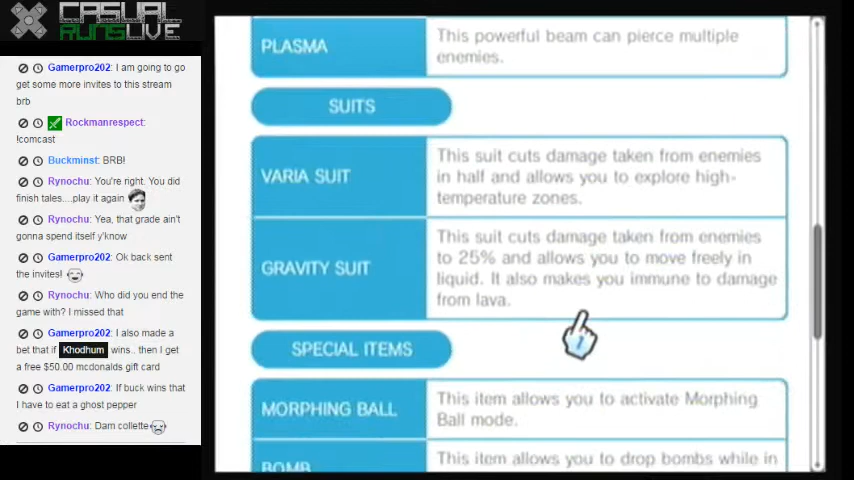 CASUAL
RUNSLIVE
Gamerpro202: I am going to go
get some more invites to this stream
brb
Rockmanrespect:
!comcast
Buckminst: BRB!
Rynochu: You're right. You did
finish tales....play it again
Rynochu: Yea, that grade ain't
gonna spend itself y'know
Gamerpro202: Ok back sent
the invites!
Rynochu: Who did you end the
game with? I missed that
Gamerpro202: I also made a
bet that if Khodhum wins.. then I get
a free $50.00 mcdonalds gift card
Gamerpro202: If buck wins that
I have to eat a ghost pepper
Rynochu: Dam collette
PLASMA
This powerful beam can pierce multiple
enemies.
SUITS
VARIA SUIT
This suit cuts damage taken from enemies
in half and allows you to explore high-
temperature zones.
GRAVITY SUIT
This suit cuts damage taken from enemies
to 25% and allows you to move freely in
liquid. It also makes you immune to damage
from lava.
SPECIAL ITEMS
MORPHING BALL
This item allows you to activate Morphing
Ball mode.
BOMB
This item allows you to drop bombs while in